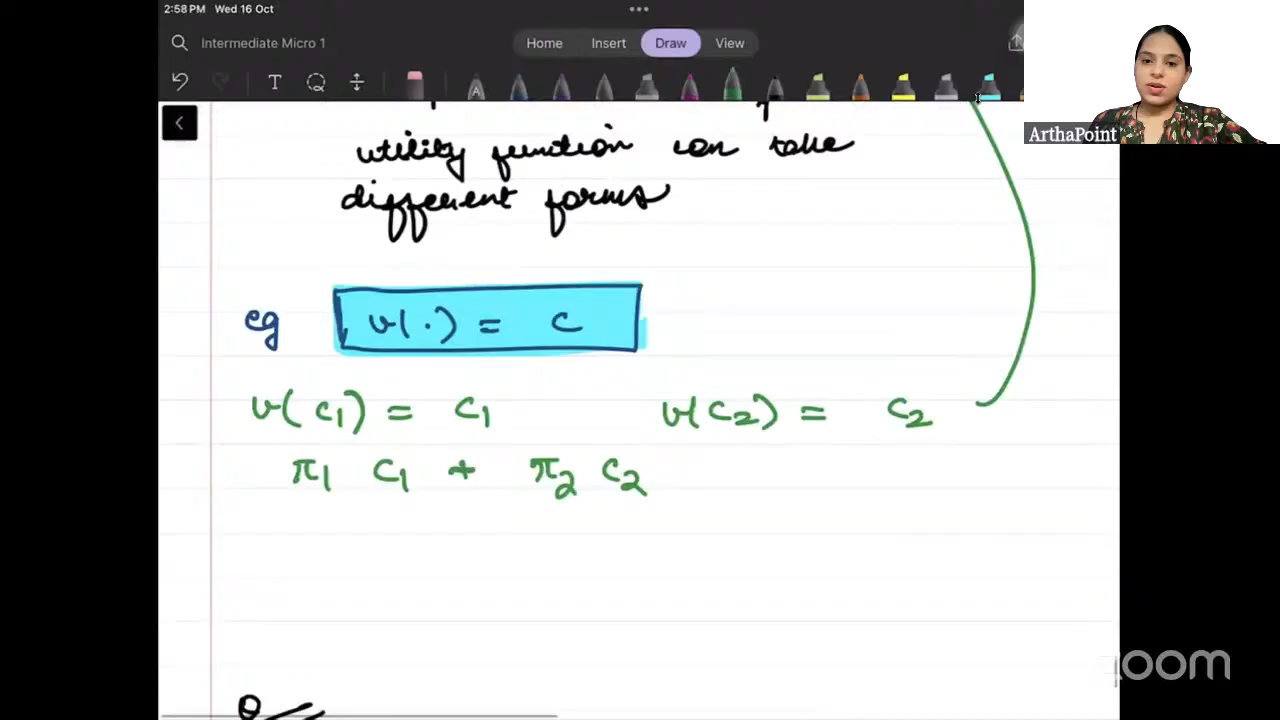 2:58 PM Wed 16 Oct
Intermediate Micro 1
Home Insert Draw View
utility function can take
different forms
eg v(.) = c
v(c1) = c1 v(c2) = c2
π1 c1 + π2 c2
ArthaPoint
zoom